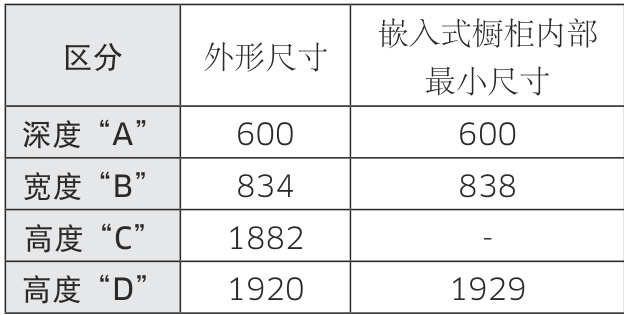 区分 外形尺寸 嵌入式橱柜内部
最小尺寸
深度“A” 600 600
宽度“B” 834 838
高度“C” 1882 -
高度“D” 1920 1929